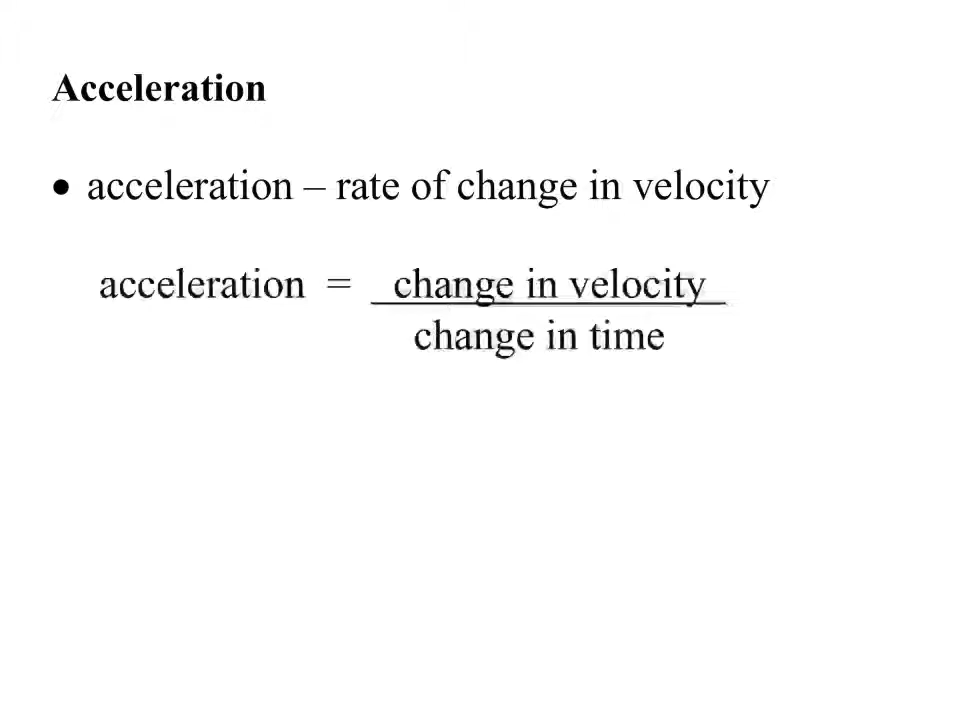 Acceleration
• acceleration – rate of change in velocity
acceleration = change in velocity
change in time